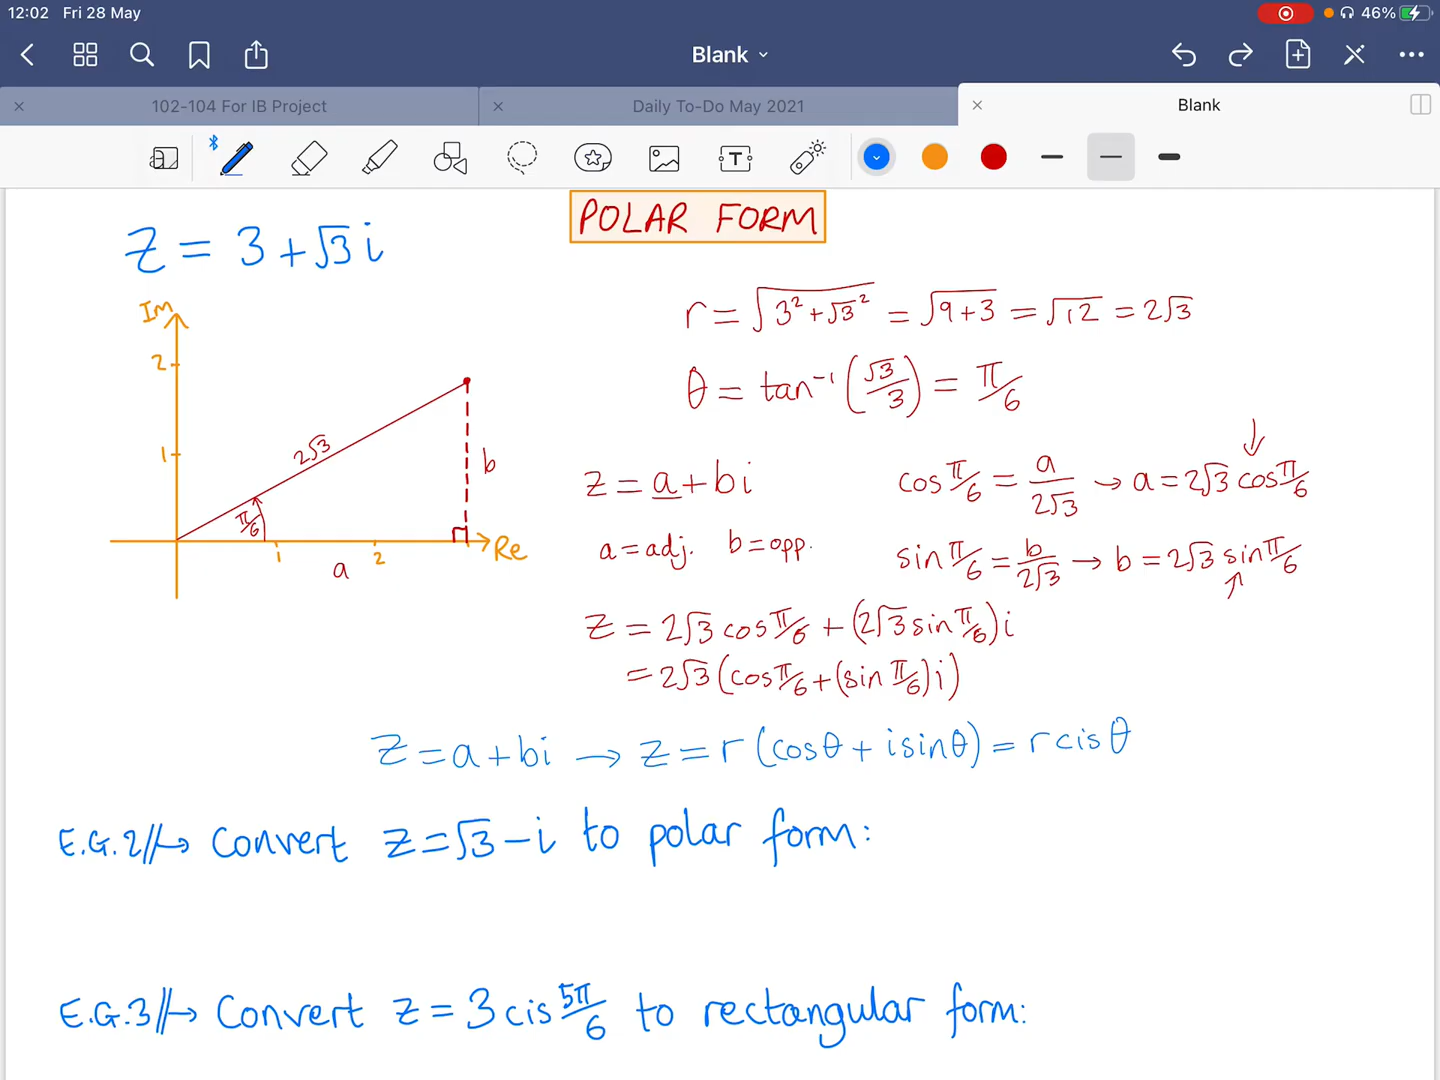 12:02 Fri 28 May 46%
Blank
102-104 For IB Project Daily To-Do May 2021 Blank
POLAR FORM
z = 3 + √3 i
Im
2
1
2√3
π/6
b
a
1 2
Re
r = √(3² + √3²) = √(9+3) = √12 = 2√3
θ = tan⁻¹(√3/3) = π/6
z = a + bi
a = adj. b = opp.
cos π/6 = a/2√3 → a = 2√3 cos π/6
sin π/6 = b/2√3 → b = 2√3 sin π/6
z = 2√3 cos π/6 + (2√3 sin π/6) i
= 2√3 (cos π/6 + (sin π/6) i)
z = a + bi → z = r (cosθ + i sinθ) = r cis θ
E.G.2//→ Convert z = √3 − i to polar form:
E.G.3//→ Convert z = 3 cis 5π/6 to rectangular form: